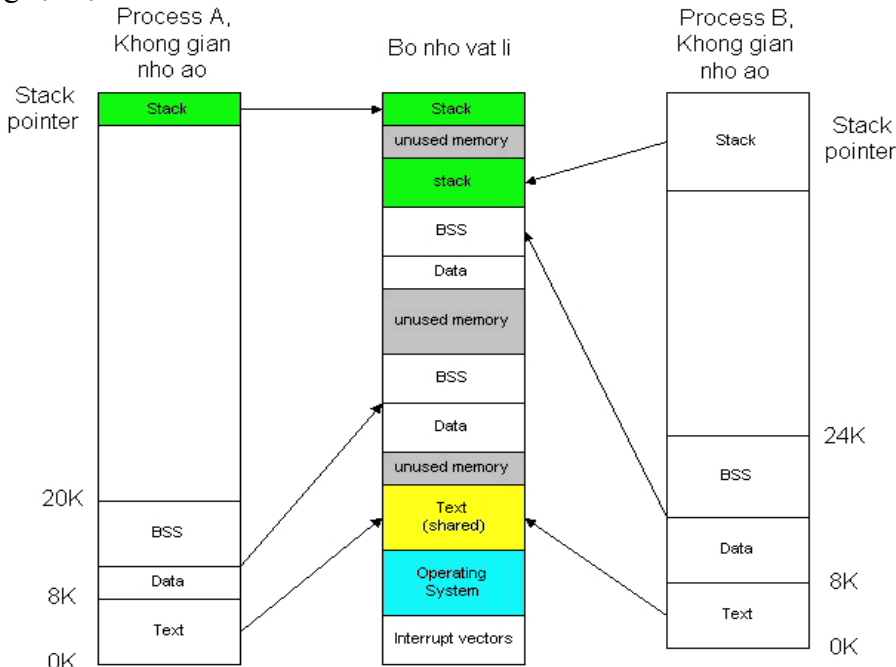 Process A,
Khong gian
nho ao
Bo nho vat li
Process B,
Khong gian
nho ao
Stack
pointer
Stack
Stack
unused memory
stack
BSS
Data
unused memory
BSS
Data
unused memory
Text
(shared)
Operating
System
Interrupt vectors
Stack
Stack
pointer
20K
BSS
Data
8K
Text
0K
24K
BSS
Data
8K
Text
0K